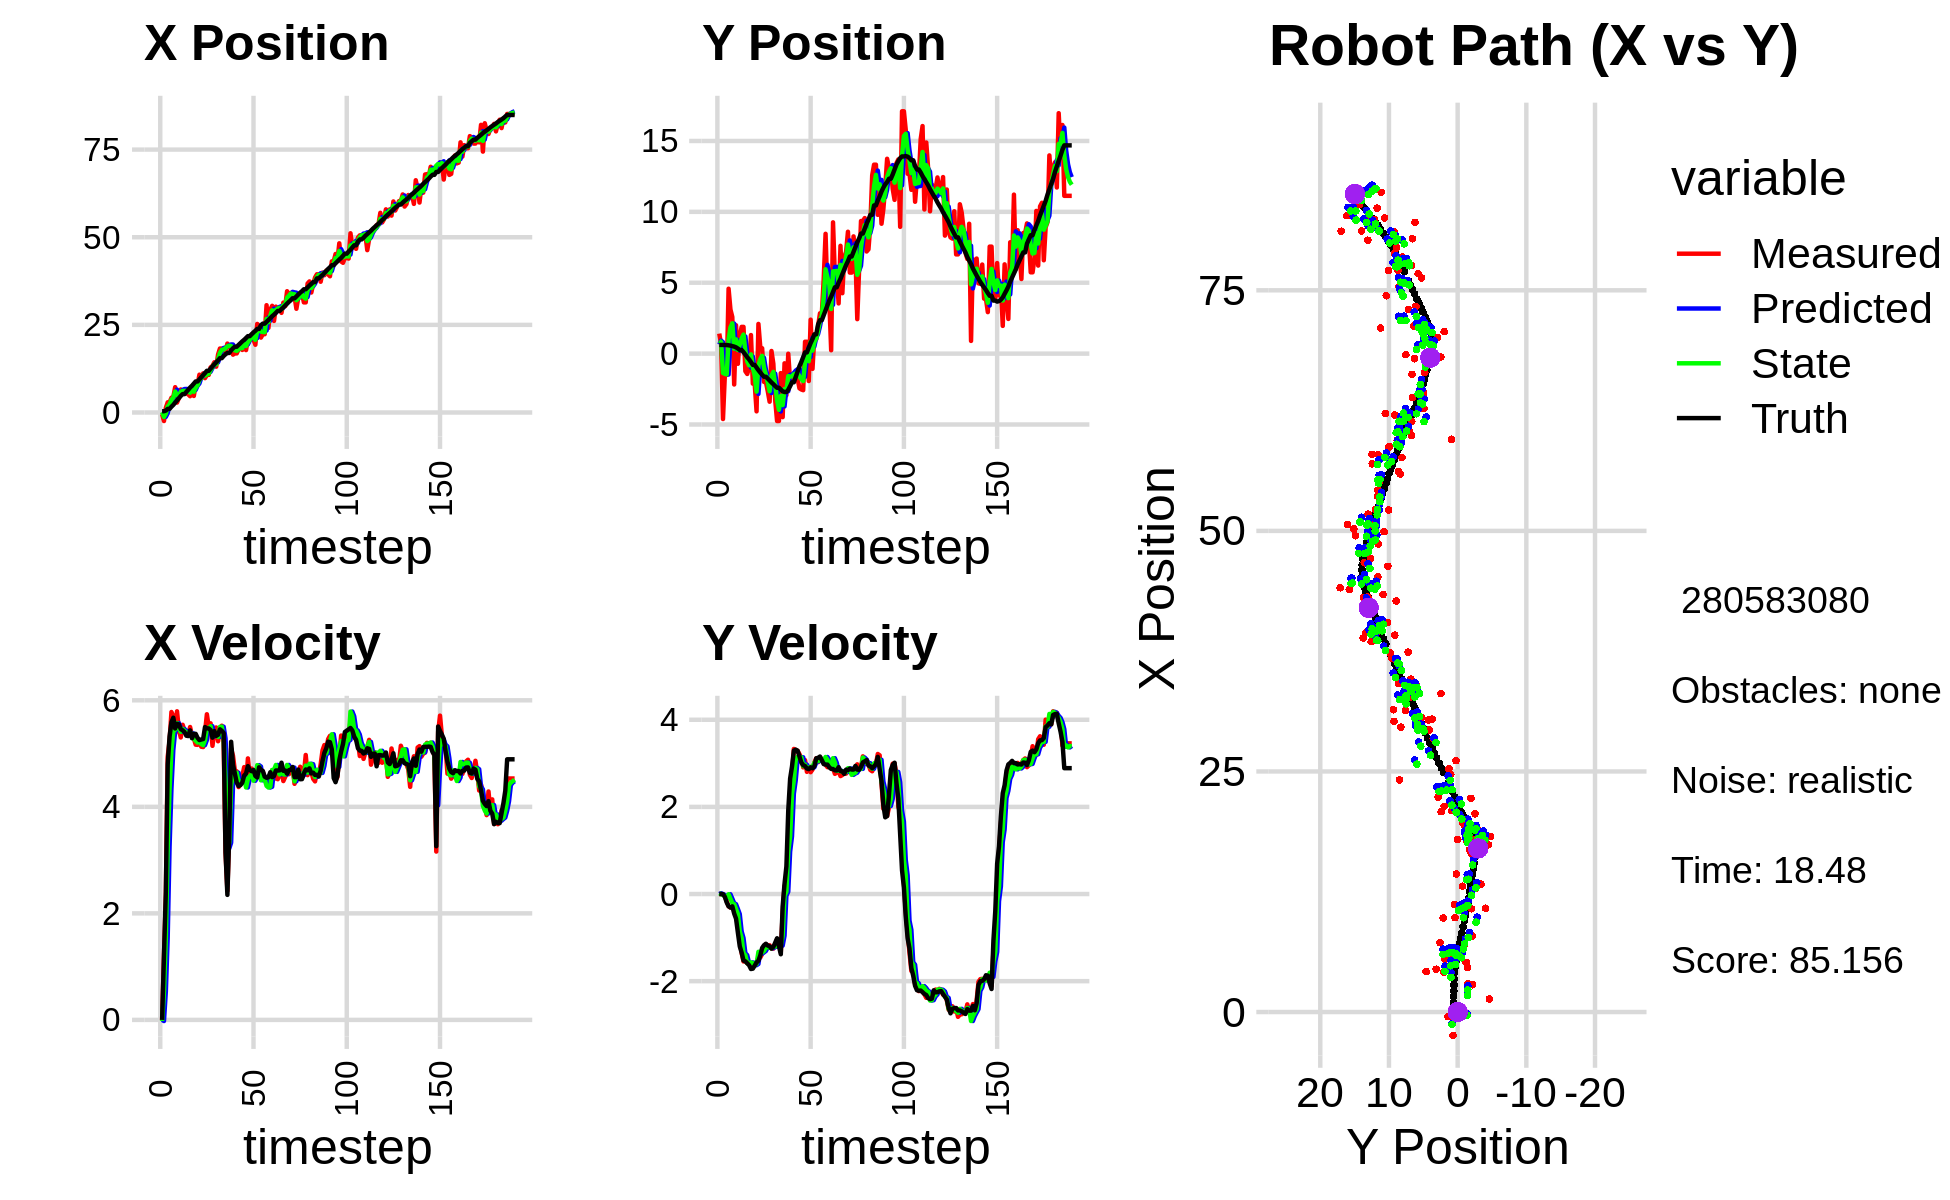 X Position
75
50
25
0
0
50
100
150
timestep
Y Position
15
10
5
0
-5
0
50
100
150
timestep
X Velocity
6
4
2
0
0
50
100
150
timestep
Y Velocity
4
2
0
-2
0
50
100
150
timestep
Robot Path (X vs Y)
X Position
75
50
25
0
20 10 0 -10 -20
Y Position
variable
Measured
Predicted
State
Truth
280583080
Obstacles: none
Noise: realistic
Time: 18.48
Score: 85.156